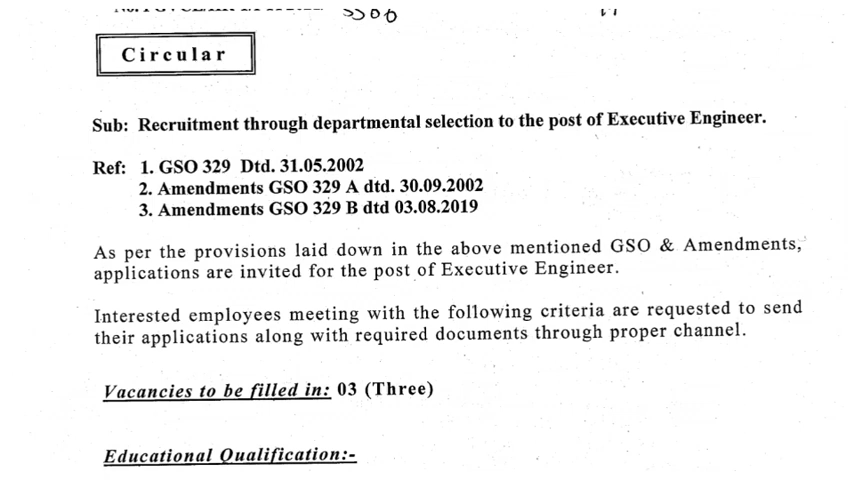 Circular
Sub: Recruitment through departmental selection to the post of Executive Engineer.
Ref: 1. GSO 329 Dtd. 31.05.2002
2. Amendments GSO 329 A dtd. 30.09.2002
3. Amendments GSO 329 B dtd 03.08.2019
As per the provisions laid down in the above mentioned GSO & Amendments,
applications are invited for the post of Executive Engineer.
Interested employees meeting with the following criteria are requested to send
their applications along with required documents through proper channel.
Vacancies to be filled in: 03 (Three)
Educational Qualification:-